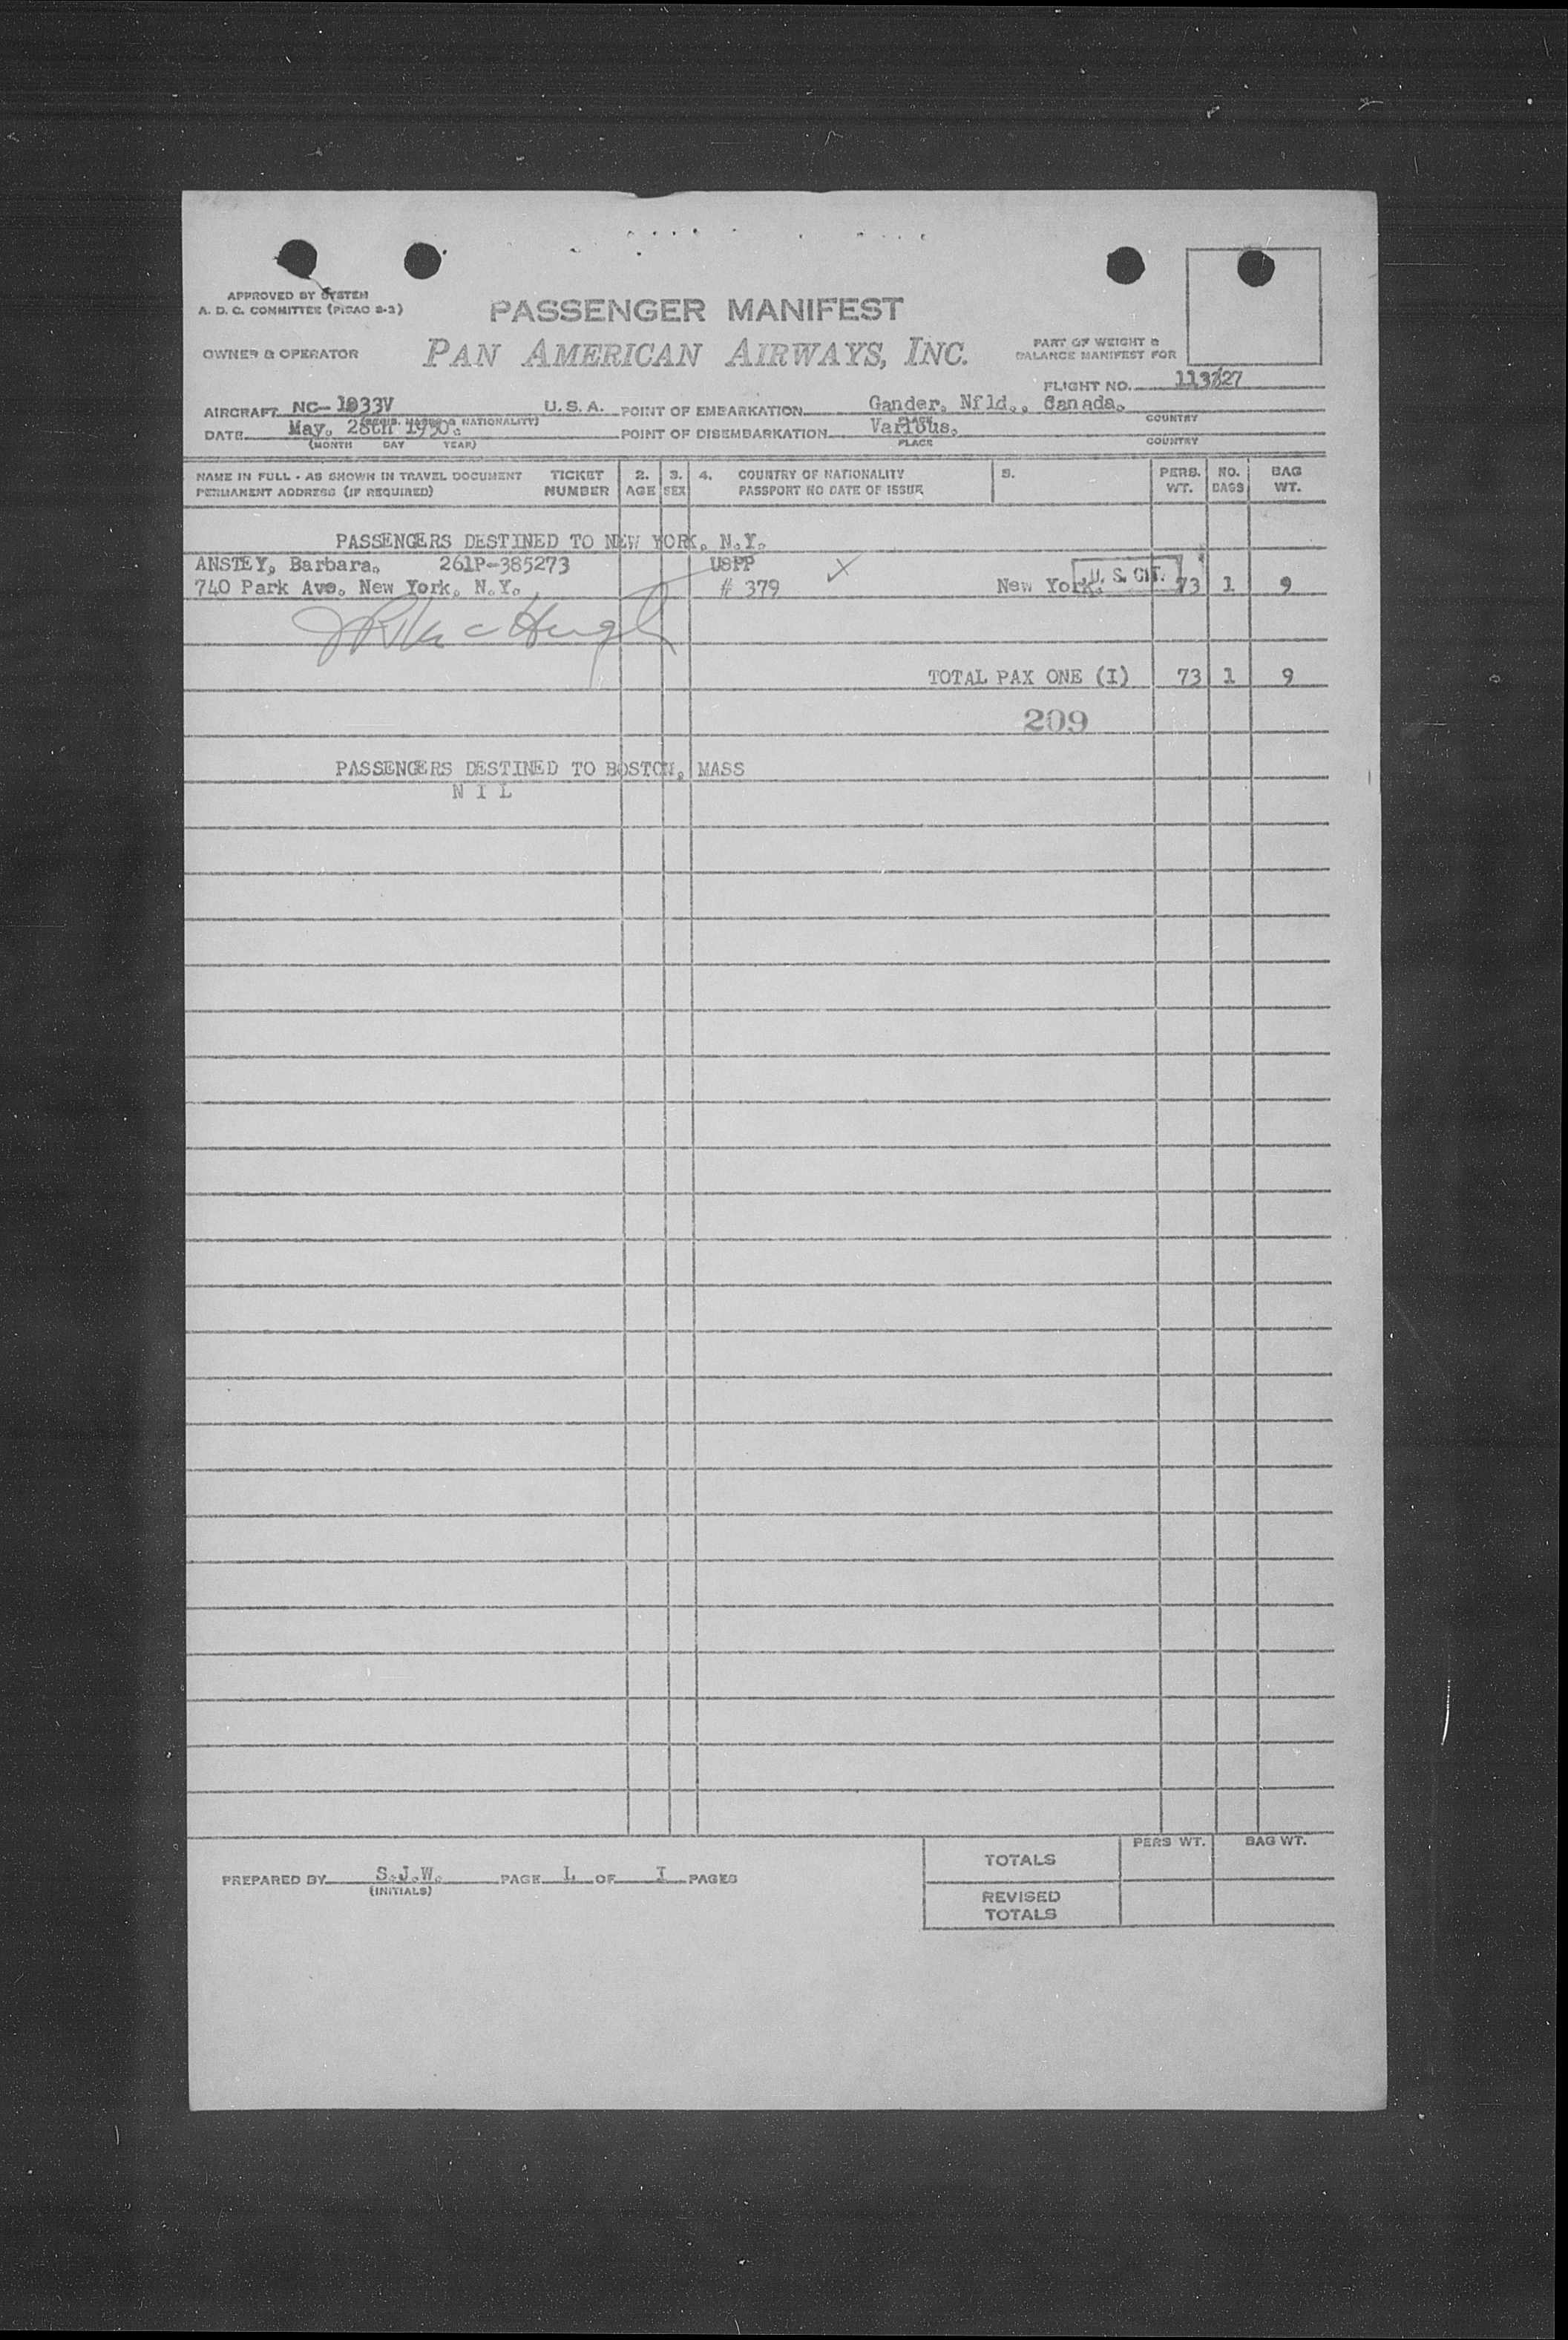 APPROVED BY SYSTEM
A. D. C. COMMITTEE (PICAO S-2)
PASSENGER MANIFEST
OWNER & OPERATOR
PAN AMERICAN AIRWAYS, INC.
PART OF WEIGHT &
BALANCE MANIFEST FOR
FLIGHT NO.
AIRCRAFT NC-1033V U. S. A. POINT OF EMBARKATION Gander, Nfld., Canada.
PLACE COUNTRY
DATE May, 28th 1950. POINT OF DISEMBARKATION Various.
(MONTH DAY YEAR) PLACE COUNTRY
NAME IN FULL - AS SHOWN IN TRAVEL DOCUMENT TICKET 2. 3. 4. COUNTRY OF NATIONALITY 5. PERS. NO. BAG
PERMANENT ADDRESS (IF REQUIRED) NUMBER AGE SEX PASSPORT NO DATE OF ISSUE WT. BAGS WT.
PASSENGERS DESTINED TO NEW YORK, N.Y.
ANSTEY, Barbara. 261P-385273 USPP U. S. CIT.
740 Park Ave. New York, N.Y. # 379 New York. 73 1 9
TOTAL PAX ONE (I) 73 1 9
209
PASSENGERS DESTINED TO BOSTON, MASS
N I L
PERS WT. BAG WT.
TOTALS
PREPARED BY S.J.W. PAGE I OF I PAGES
(INITIALS)
REVISED
TOTALS